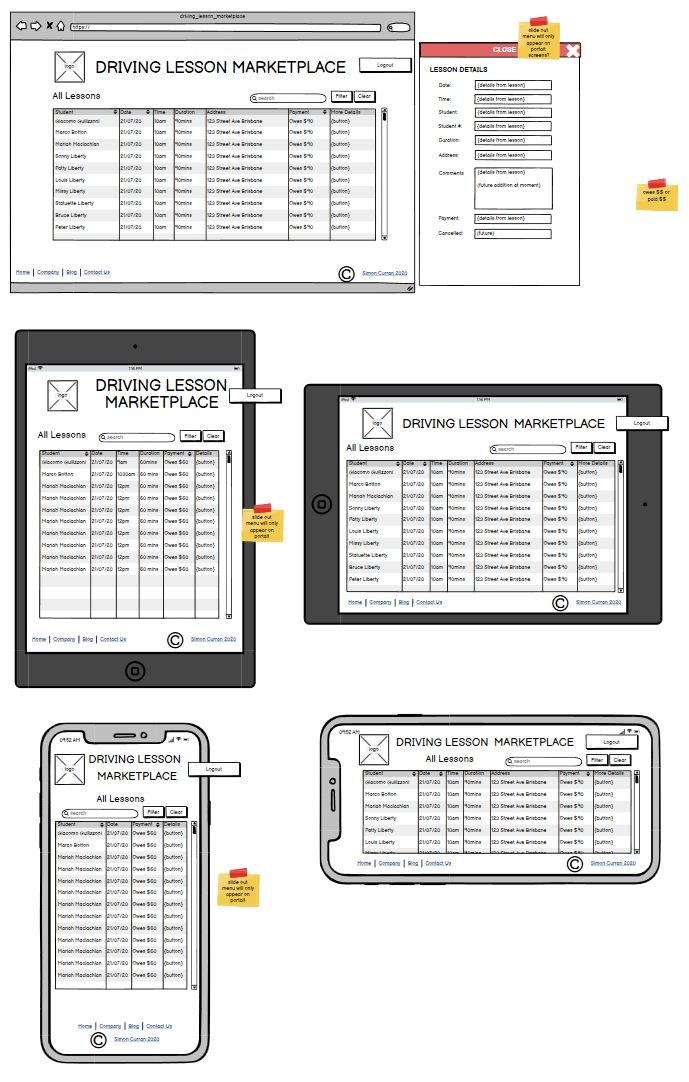 driving_lesson_marketplace
https://
logo
DRIVING LESSON MARKETPLACE
Logout
All Lessons
search
Filter Clear
Student Date Time Duration Address Payment More Details
Giacomo Guilizzoni 21/07/20 10am 90mins 123 Street Ave Brisbane Owes $90 {button}
Marco Botton 21/07/20 10am 90mins 123 Street Ave Brisbane Owes $90 {button}
Mariah Maclachlan 21/07/20 10am 90mins 123 Street Ave Brisbane Owes $90 {button}
Sonny Liberty 21/07/20 10am 90mins 123 Street Ave Brisbane Owes $90 {button}
Patty Liberty 21/07/20 10am 90mins 123 Street Ave Brisbane Owes $90 {button}
Louis Liberty 21/07/20 10am 90mins 123 Street Ave Brisbane Owes $90 {button}
Missy Liberty 21/07/20 10am 90mins 123 Street Ave Brisbane Owes $90 {button}
Statuette Liberty 21/07/20 10am 90mins 123 Street Ave Brisbane Owes $90 {button}
Bruce Liberty 21/07/20 10am 90mins 123 Street Ave Brisbane Owes $90 {button}
Peter Liberty 21/07/20 10am 90mins 123 Street Ave Brisbane Owes $90 {button}
Home | Company | Blog | Contact Us
© Simon Curran 2020
slide out
menu will only
appear on
portrait
screens?
CLOSE
LESSON DETAILS
Date: {details from lesson}
Time: {details from lesson}
Student: {details from lesson}
Student #: {details from lesson}
Duration: {details from lesson}
Address: {details from lesson}
Comments {details from lesson}
(future addition at moment)
Payment {details from lesson}
Cancelled: (future)
owes $$ or
paid $$
iPad 1:16 PM
logo
DRIVING LESSON
MARKETPLACE
Logout
All Lessons
search
Filter Clear
Student Date Time Duration Payment Details
Giacomo Guilizzoni 21/07/20 9am 60mins Owes $60 {button}
Marco Botton 21/07/20 1030am 60 mins Owes $60 {button}
Mariah Maclachlan 21/07/20 12pm 60 mins Owes $60 {button}
Mariah Maclachlan 21/07/20 12pm 60 mins Owes $60 {button}
Mariah Maclachlan 21/07/20 12pm 60 mins Owes $60 {button}
Mariah Maclachlan 21/07/20 12pm 60 mins Owes $60 {button}
Mariah Maclachlan 21/07/20 12pm 60 mins Owes $60 {button}
Mariah Maclachlan 21/07/20 12pm 60 mins Owes $60 {button}
Mariah Maclachlan 21/07/20 12pm 60 mins Owes $60 {button}
Mariah Maclachlan 21/07/20 12pm 60 mins Owes $60 {button}
Home | Company | Blog | Contact Us
© Simon Curran 2020
slide out
menu will only
appear on
portait
iPad 1:16 PM
logo
DRIVING LESSON MARKETPLACE
Logout
All Lessons
search
Filter Clear
Student Date Time Duration Address Payment More Details
Giacomo Guilizzoni 21/07/20 10am 90mins 123 Street Ave Brisbane Owes $90 {button}
Marco Botton 21/07/20 10am 90mins 123 Street Ave Brisbane Owes $90 {button}
Mariah Maclachlan 21/07/20 10am 90mins 123 Street Ave Brisbane Owes $90 {button}
Sonny Liberty 21/07/20 10am 90mins 123 Street Ave Brisbane Owes $90 {button}
Patty Liberty 21/07/20 10am 90mins 123 Street Ave Brisbane Owes $90 {button}
Louis Liberty 21/07/20 10am 90mins 123 Street Ave Brisbane Owes $90 {button}
Missy Liberty 21/07/20 10am 90mins 123 Street Ave Brisbane Owes $90 {button}
Statuette Liberty 21/07/20 10am 90mins 123 Street Ave Brisbane Owes $90 {button}
Bruce Liberty 21/07/20 10am 90mins 123 Street Ave Brisbane Owes $90 {button}
Peter Liberty 21/07/20 10am 90mins 123 Street Ave Brisbane Owes $90 {button}
Home | Company | Blog | Contact Us
© Simon Curran 2020
09:52 AM
logo
DRIVING LESSON
MARKETPLACE
Logout
All Lessons
search
Filter Clear
Student Date Payment Details
Giacomo Guilizzoni 21/07/20 Owes $60 {button}
Marco Botton 21/07/20 Owes $60 {button}
Mariah Maclachlan 21/07/20 Owes $60 {button}
Mariah Maclachlan 21/07/20 Owes $60 {button}
Mariah Maclachlan 21/07/20 Owes $60 {button}
Mariah Maclachlan 21/07/20 Owes $60 {button}
Mariah Maclachlan 21/07/20 Owes $60 {button}
Mariah Maclachlan 21/07/20 Owes $60 {button}
Mariah Maclachlan 21/07/20 Owes $60 {button}
Mariah Maclachlan 21/07/20 Owes $60 {button}
Mariah Maclachlan 21/07/20 Owes $60 {button}
Mariah Maclachlan 21/07/20 Owes $60 {button}
Mariah Maclachlan 21/07/20 Owes $60 {button}
Home | Company | Blog | Contact Us
© Simon Curran 2020
slide out
menu will only
appear on
portait
09:52 AM
logo
DRIVING LESSON MARKETPLACE
Logout
All Lessons
search
Filter Clear
Student Date Time Duration Address Payment More Details
Giacomo Guilizzoni 21/07/20 10am 90mins 123 Street Ave Brisbane Owes $90 {button}
Marco Botton 21/07/20 10am 90mins 123 Street Ave Brisbane Owes $90 {button}
Mariah Maclachlan 21/07/20 10am 90mins 123 Street Ave Brisbane Owes $90 {button}
Sonny Liberty 21/07/20 10am 90mins 123 Street Ave Brisbane Owes $90 {button}
Patty Liberty 21/07/20 10am 90mins 123 Street Ave Brisbane Owes $90 {button}
Louis Liberty 21/07/20 10am 90mins 123 Street Ave Brisbane Owes $90 {button}
Home | Company | Blog | Contact Us
© Simon Curran 2020